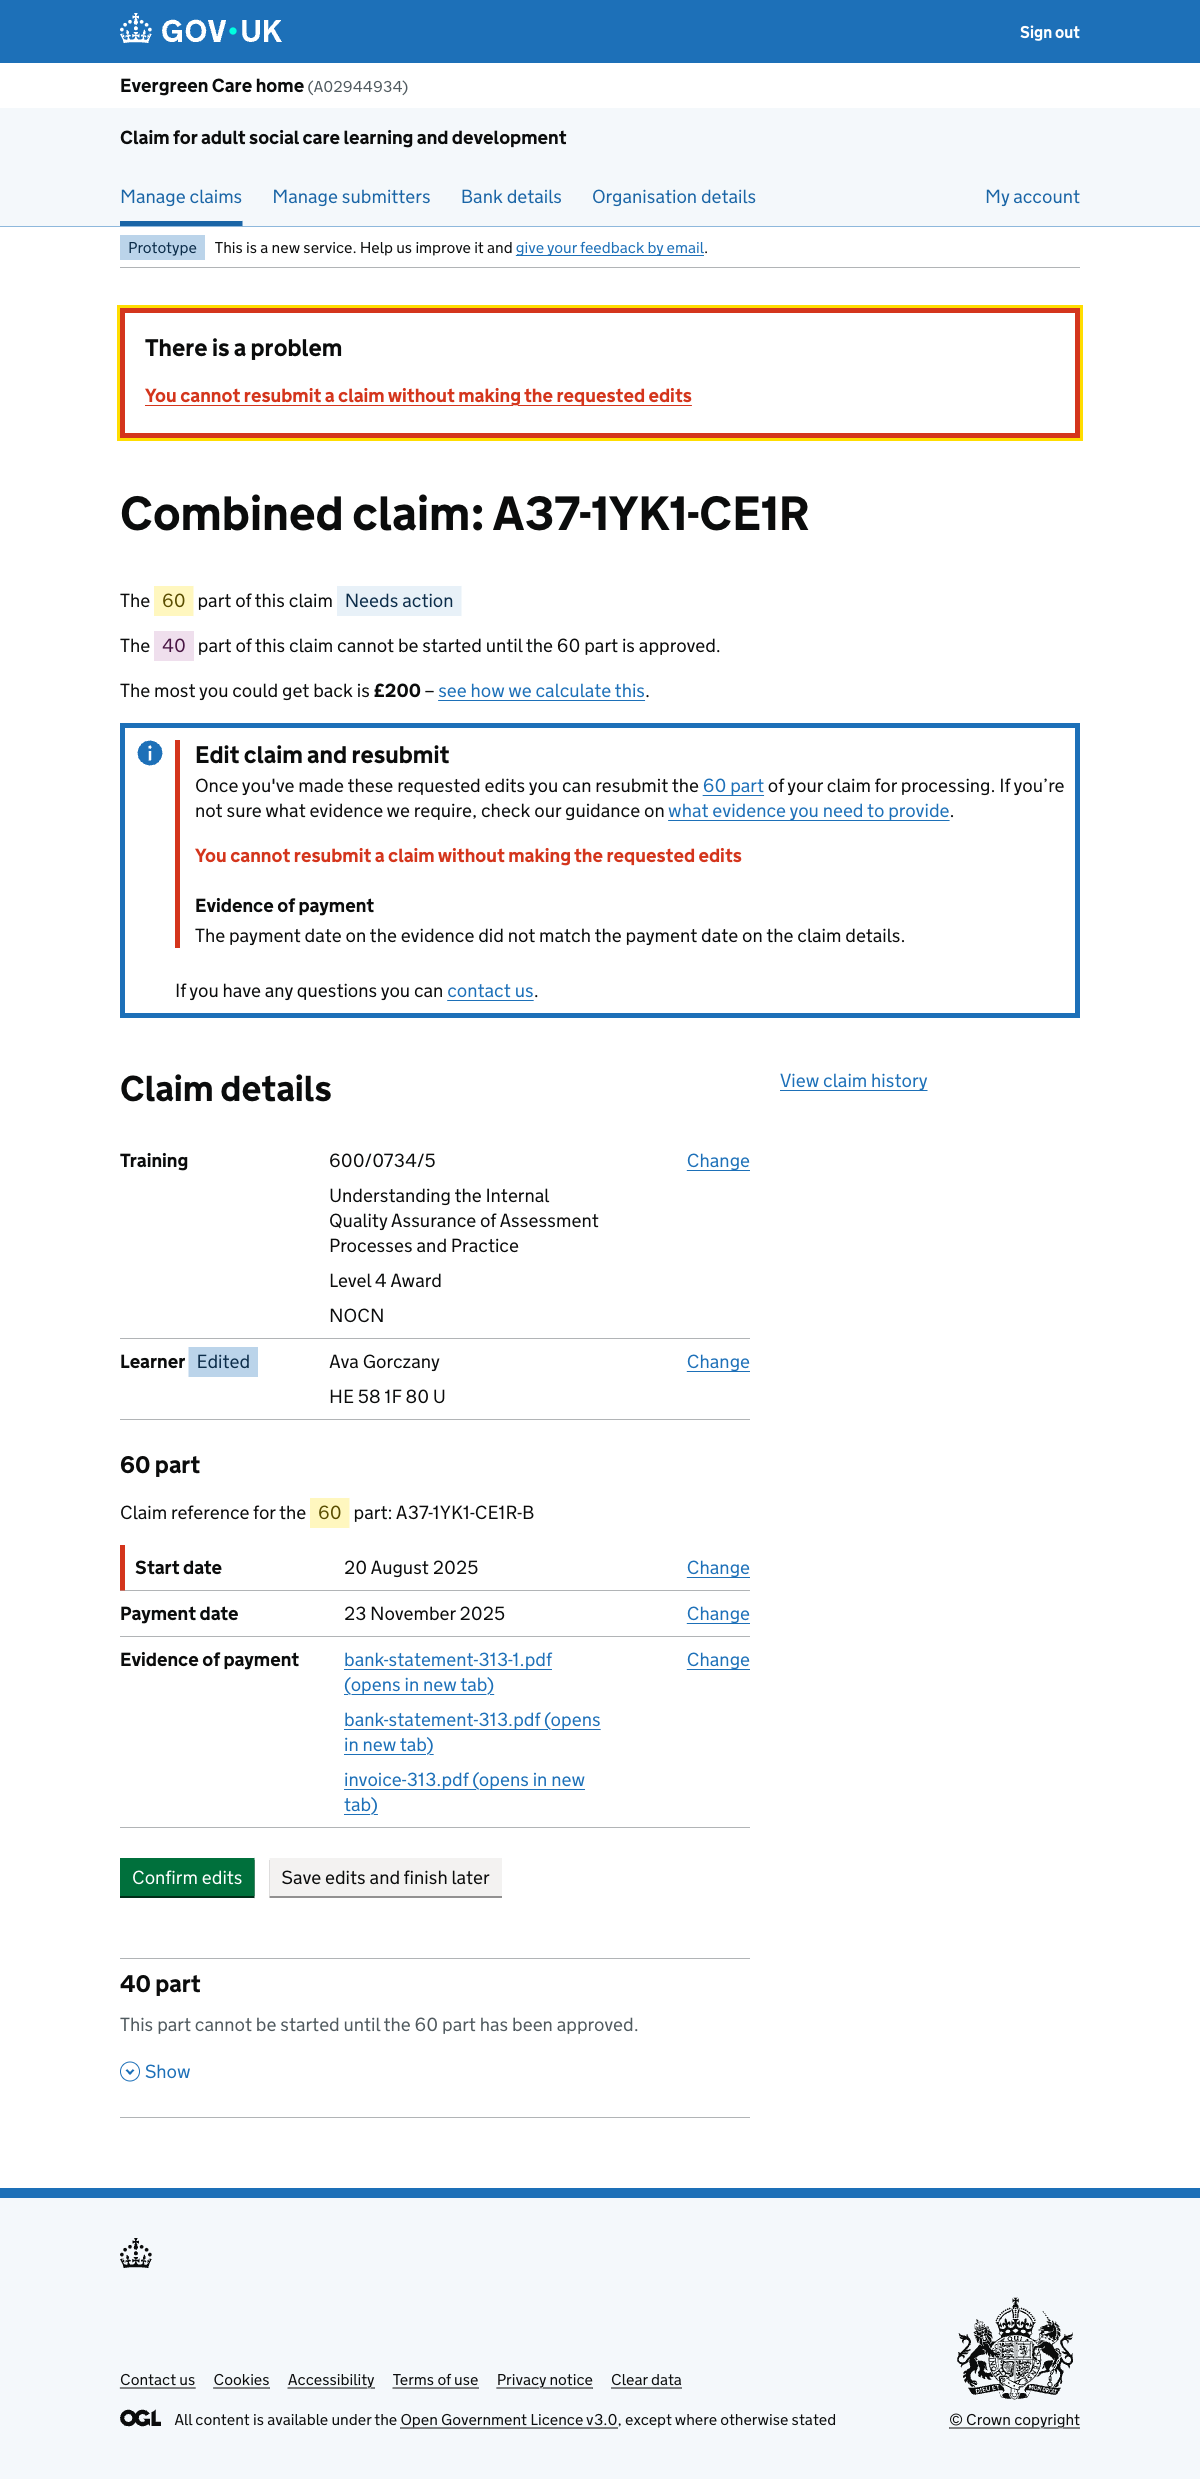 GOV·UK
Sign out
Evergreen Care home (A02944934)
Claim for adult social care learning and development
Manage claims Manage submitters Bank details Organisation details My account
Prototype This is a new service. Help us improve it and give your feedback by email.
There is a problem
You cannot resubmit a claim without making the requested edits
Combined claim: A37-1YK1-CE1R
The 60 part of this claim Needs action
The 40 part of this claim cannot be started until the 60 part is approved.
The most you could get back is £200 – see how we calculate this.
Edit claim and resubmit
Once you've made these requested edits you can resubmit the 60 part of your claim for processing. If you’re
not sure what evidence we require, check our guidance on what evidence you need to provide.
You cannot resubmit a claim without making the requested edits
Evidence of payment
The payment date on the evidence did not match the payment date on the claim details.
If you have any questions you can contact us.
Claim details
View claim history
Training 600/0734/5 Change
Understanding the Internal
Quality Assurance of Assessment
Processes and Practice
Level 4 Award
NOCN
Learner Edited Ava Gorczany Change
HE 58 1F 80 U
60 part
Claim reference for the 60 part: A37-1YK1-CE1R-B
Start date 20 August 2025 Change
Payment date 23 November 2025 Change
Evidence of payment bank-statement-313-1.pdf Change
(opens in new tab)
bank-statement-313.pdf (opens
in new tab)
invoice-313.pdf (opens in new
tab)
Confirm edits Save edits and finish later
40 part
This part cannot be started until the 60 part has been approved.
Show
Contact us Cookies Accessibility Terms of use Privacy notice Clear data
OGL All content is available under the Open Government Licence v3.0, except where otherwise stated
© Crown copyright